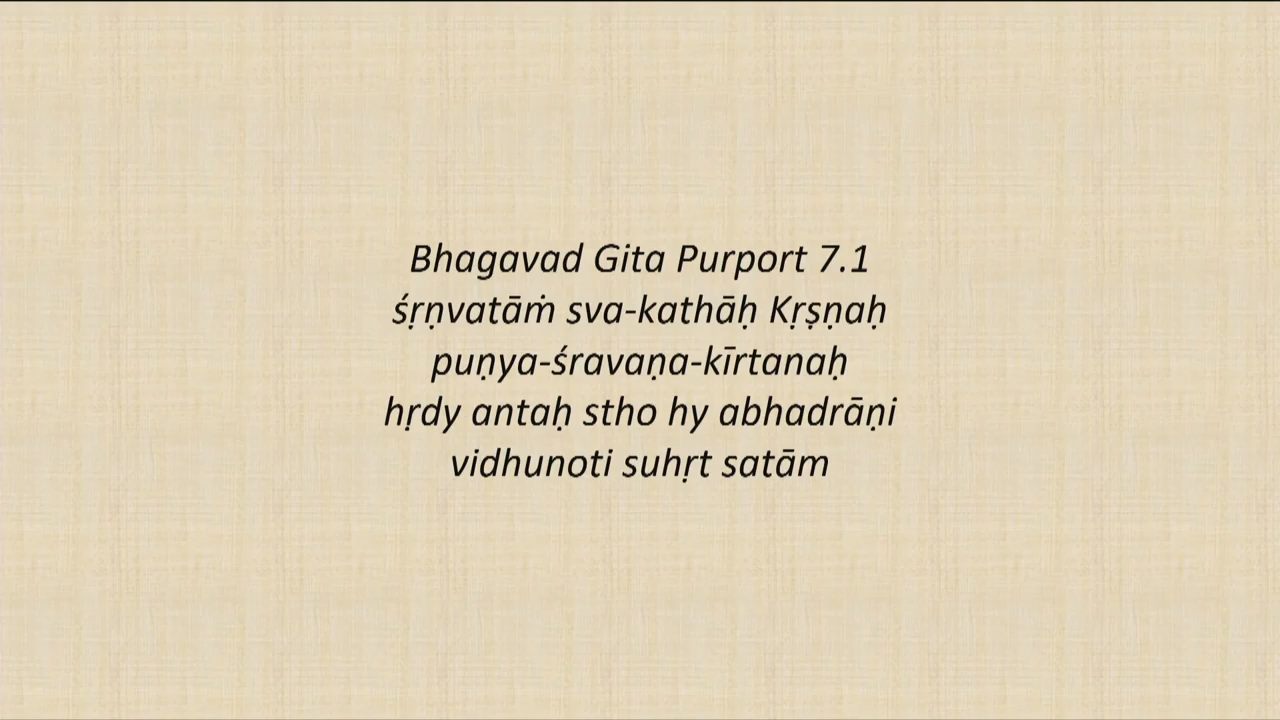 Bhagavad Gita Purport 7.1
śṛṇvatāṁ sva-kathāḥ Kṛṣṇaḥ
puṇya-śravaṇa-kīrtanaḥ
hṛdy antaḥ stho hy abhadrāṇi
vidhunoti suhṛt satām